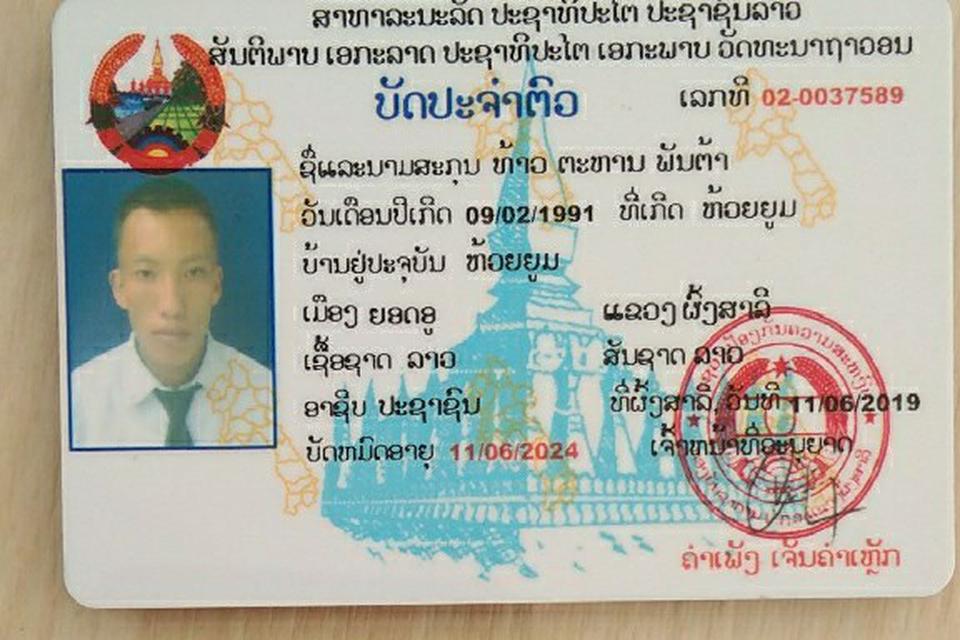 ສາທາລະນະລັດ ປະຊາທິປະໄຕ ປະຊາຊົນລາວ
ສັນຕິພາບ ເອກະລາດ ປະຊາທິປະໄຕ ເອກະພາບ ວັດທະນາຖາວອນ
ບັດປະຈຳຕົວ ເລກທີ 02-0037589
ຊື່ແລະນາມສະກຸນ ທ້າວ ຕະຫານ ພັນຕ້າ
ວັນເດືອນປີເກີດ 09/02/1991 ທີ່ເກີດ ຫ້ວຍຍູມ
ບ້ານຢູ່ປະຈຸບັນ ຫ້ວຍຍູມ
ເມືອງ ຍອດອູ ແຂວງ ຜົ້ງສາລີ
ເຊື້ອຊາດ ລາວ ສັນຊາດ ລາວ
ອາຊີບ ປະຊາຊົນ ທີ່ຜົ້ງສາລີ, ວັນທີ 11/06/2019
ບັດຫມົດອາຍຸ 11/06/2024 ເຈົ້າຫນ້າທີ່ອະນຸຍາດ
ຄຳເພັງ ເຈັນຄຳເຫຼັກ